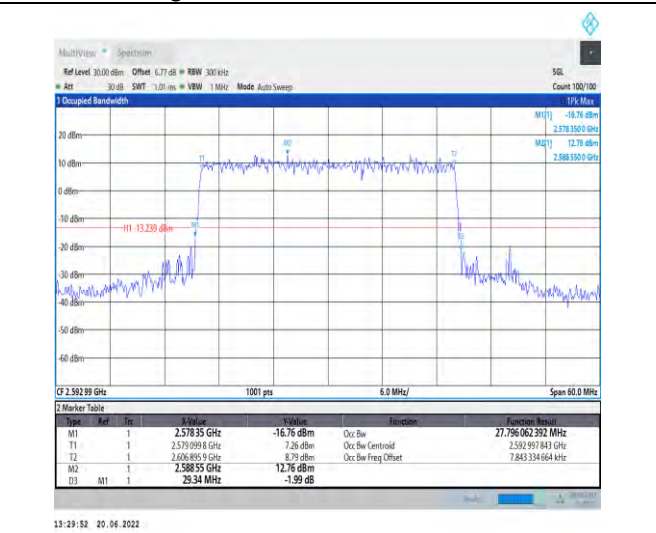 MultiView Spectrum
Ref Level 30.00 dBm Offset 6.77 dB RBW 300 kHz SGL
Att 30 dB SWT 1.01 ms VBW 1 MHz Mode Auto Sweep Count 100/100
1 Occupied Bandwidth 1Pk Max
M1[1] -16.76 dBm
2.578 350 0 GHz
M2[1] 12.76 dBm
2.588 550 0 GHz
20 dBm
M2
T1 T2
10 dBm
0 dBm
-10 dBm
H1 -13.239 dBm M1
D3
-20 dBm
-30 dBm
-40 dBm
-50 dBm
-60 dBm
CF 2.592 99 GHz 1001 pts 6.0 MHz/ Span 60.0 MHz
2 Marker Table
Type Ref Trc X-Value Y-Value Function Function Result
M1 1 2.578 35 GHz -16.76 dBm Occ Bw 27.796 062 392 MHz
T1 1 2.579 099 8 GHz 7.26 dBm Occ Bw Centroid 2.592 997 843 GHz
T2 1 2.606 895 9 GHz 8.79 dBm Occ Bw Freq Offset 7.843 334 664 kHz
M2 1 2.588 55 GHz 12.76 dBm
D3 M1 1 29.34 MHz -1.99 dB
13:29:52 20.06.2022